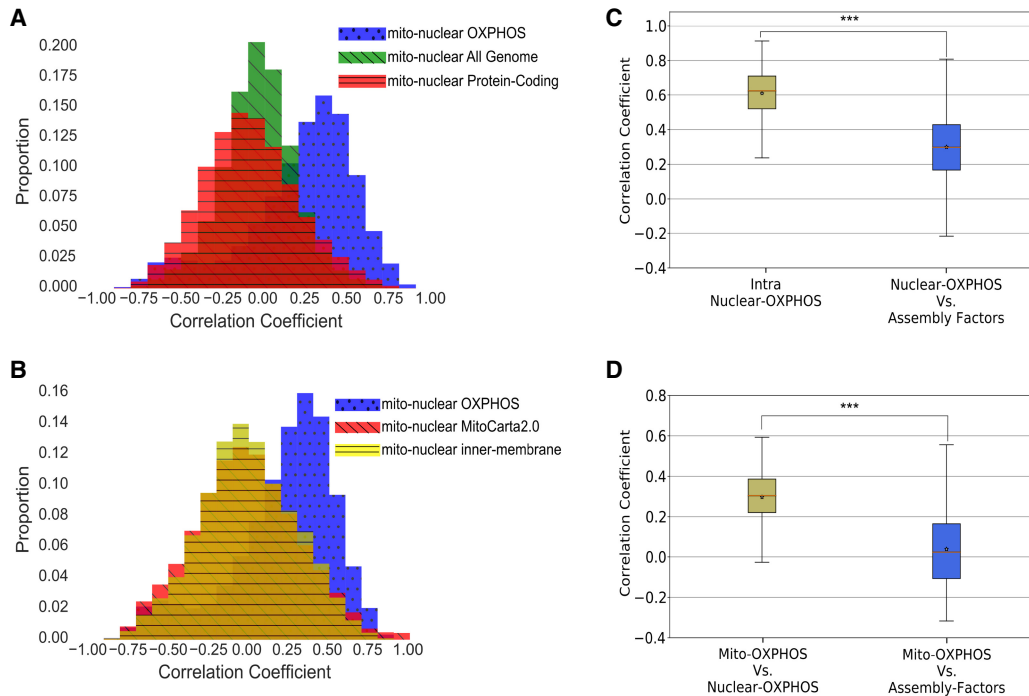 A
mito-nuclear OXPHOS
mito-nuclear All Genome
mito-nuclear Protein-Coding
0.200
0.175
0.150
0.125
0.100
0.075
0.050
0.025
0.000
Proportion
−1.00 −0.75 −0.50 −0.25 0.00 0.25 0.50 0.75 1.00
Correlation Coefficient
B
mito-nuclear OXPHOS
mito-nuclear MitoCarta2.0
mito-nuclear inner-membrane
0.16
0.14
0.12
0.10
0.08
0.06
0.04
0.02
0.00
Proportion
−1.00 −0.75 −0.50 −0.25 0.00 0.25 0.50 0.75 1.00
Correlation Coefficient
C
***
1.0
0.8
0.6
0.4
0.2
0.0
−0.2
−0.4
Correlation Coefficient
Intra
Nuclear-OXPHOS
Nuclear-OXPHOS
Vs.
Assembly Factors
D
***
0.8
0.6
0.4
0.2
0.0
−0.2
−0.4
Correlation Coefficient
Mito-OXPHOS
Vs.
Nuclear-OXPHOS
Mito-OXPHOS
Vs.
Assembly-Factors